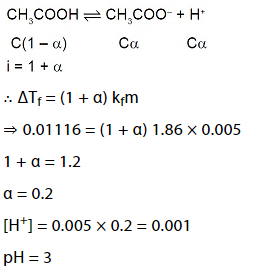 CH₃COOH ⇌ CH₃COO⁻ + H⁺
C(1 − α) Cα Cα
i = 1 + α
∴ ΔTf = (1 + α) kfm
⇒ 0.01116 = (1 + α) 1.86 × 0.005
1 + α = 1.2
α = 0.2
[H⁺] = 0.005 × 0.2 = 0.001
pH = 3